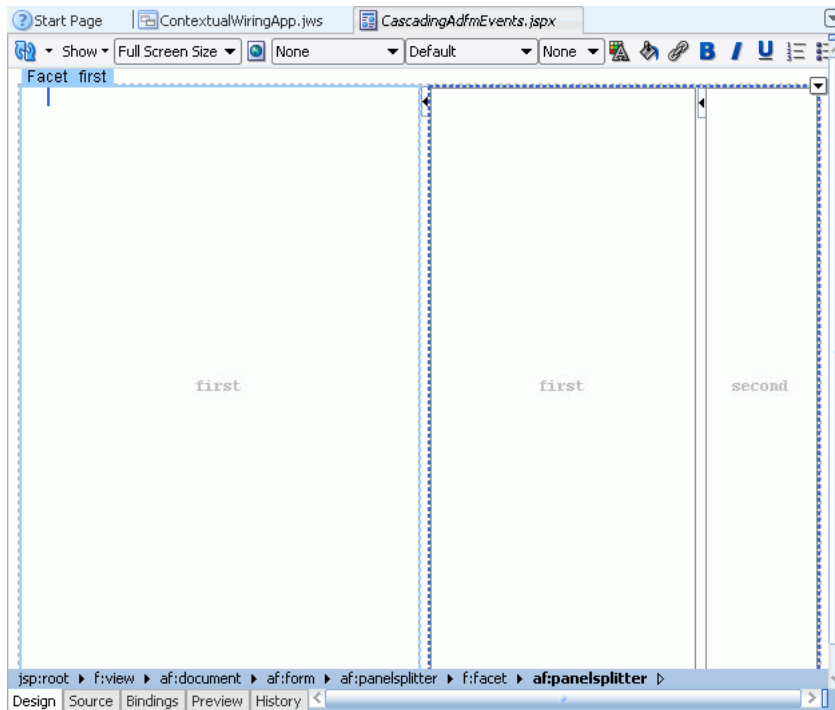 Start Page ContextualWiringApp.jws CascadingAdfmEvents.jspx
Show Full Screen Size None Default None B I U
Facet first
first first second
jsp:root f:view af:document af:form af:panelsplitter f:facet af:panelsplitter
Design Source Bindings Preview History